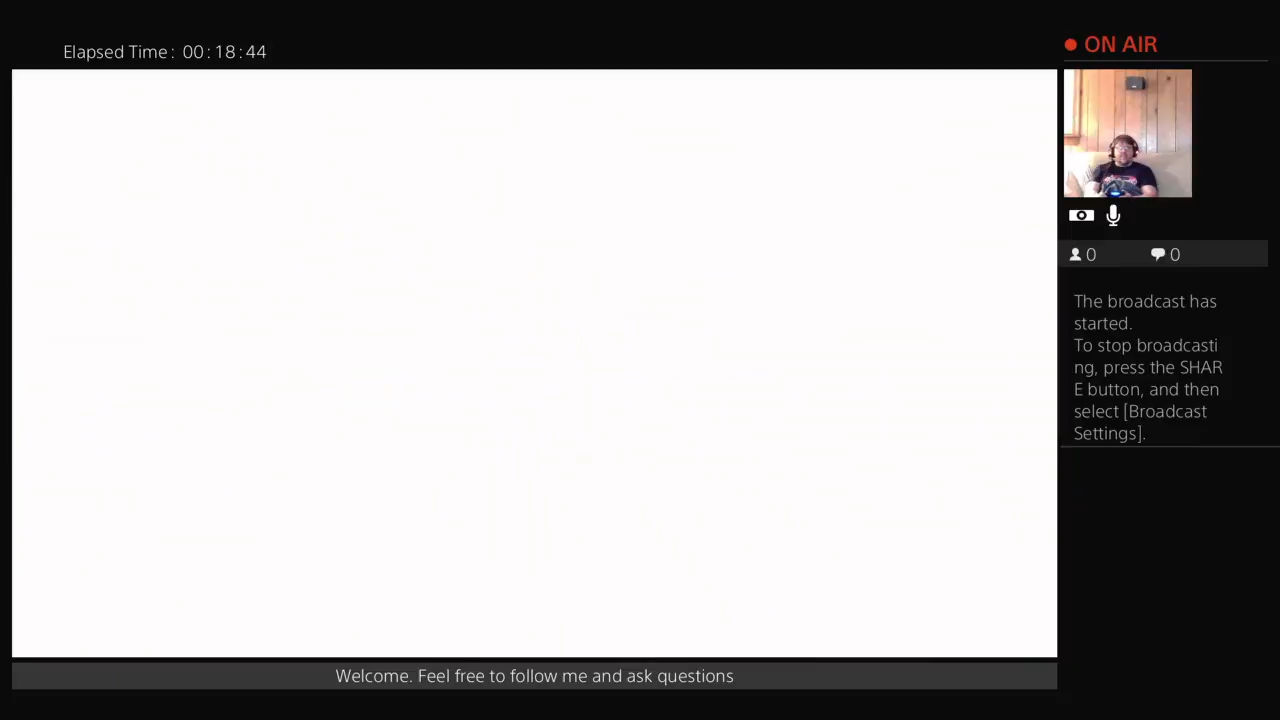 Elapsed Time: 00:18:44
ON AIR
0 0
The broadcast has
started.
To stop broadcasti
ng, press the SHAR
E button, and then
select [Broadcast
Settings].
Welcome. Feel free to follow me and ask questions